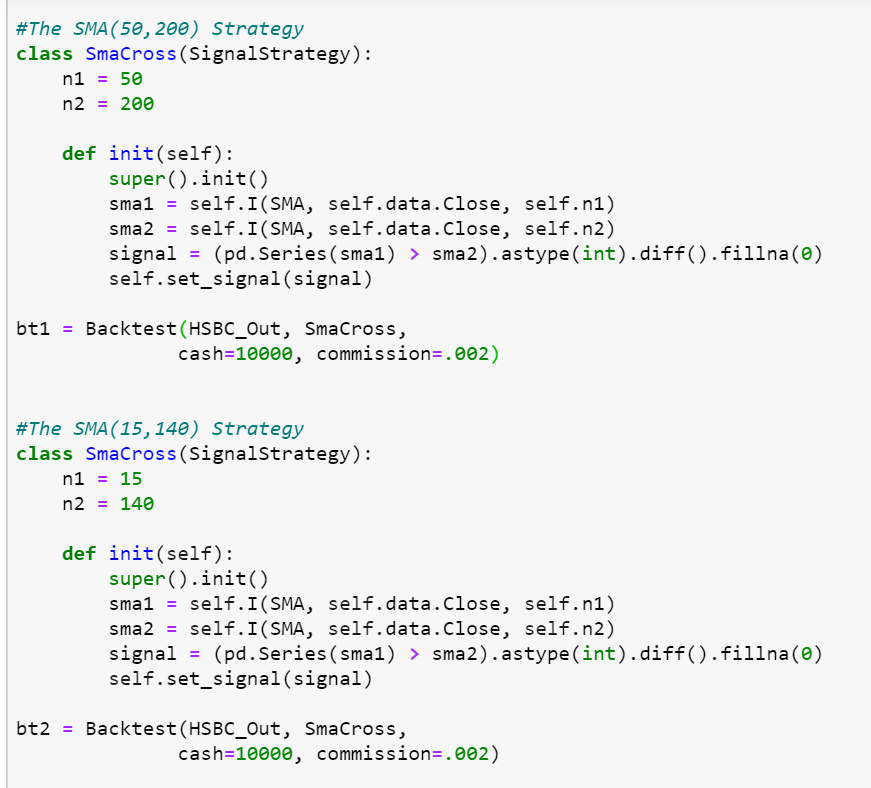 #The SMA(50,200) Strategy
class SmaCross(SignalStrategy):
    n1 = 50
    n2 = 200

    def init(self):
        super().init()
        sma1 = self.I(SMA, self.data.Close, self.n1)
        sma2 = self.I(SMA, self.data.Close, self.n2)
        signal = (pd.Series(sma1) > sma2).astype(int).diff().fillna(0)
        self.set_signal(signal)

bt1 = Backtest(HSBC_Out, SmaCross,
              cash=10000, commission=.002)


#The SMA(15,140) Strategy
class SmaCross(SignalStrategy):
    n1 = 15
    n2 = 140

    def init(self):
        super().init()
        sma1 = self.I(SMA, self.data.Close, self.n1)
        sma2 = self.I(SMA, self.data.Close, self.n2)
        signal = (pd.Series(sma1) > sma2).astype(int).diff().fillna(0)
        self.set_signal(signal)

bt2 = Backtest(HSBC_Out, SmaCross,
              cash=10000, commission=.002)